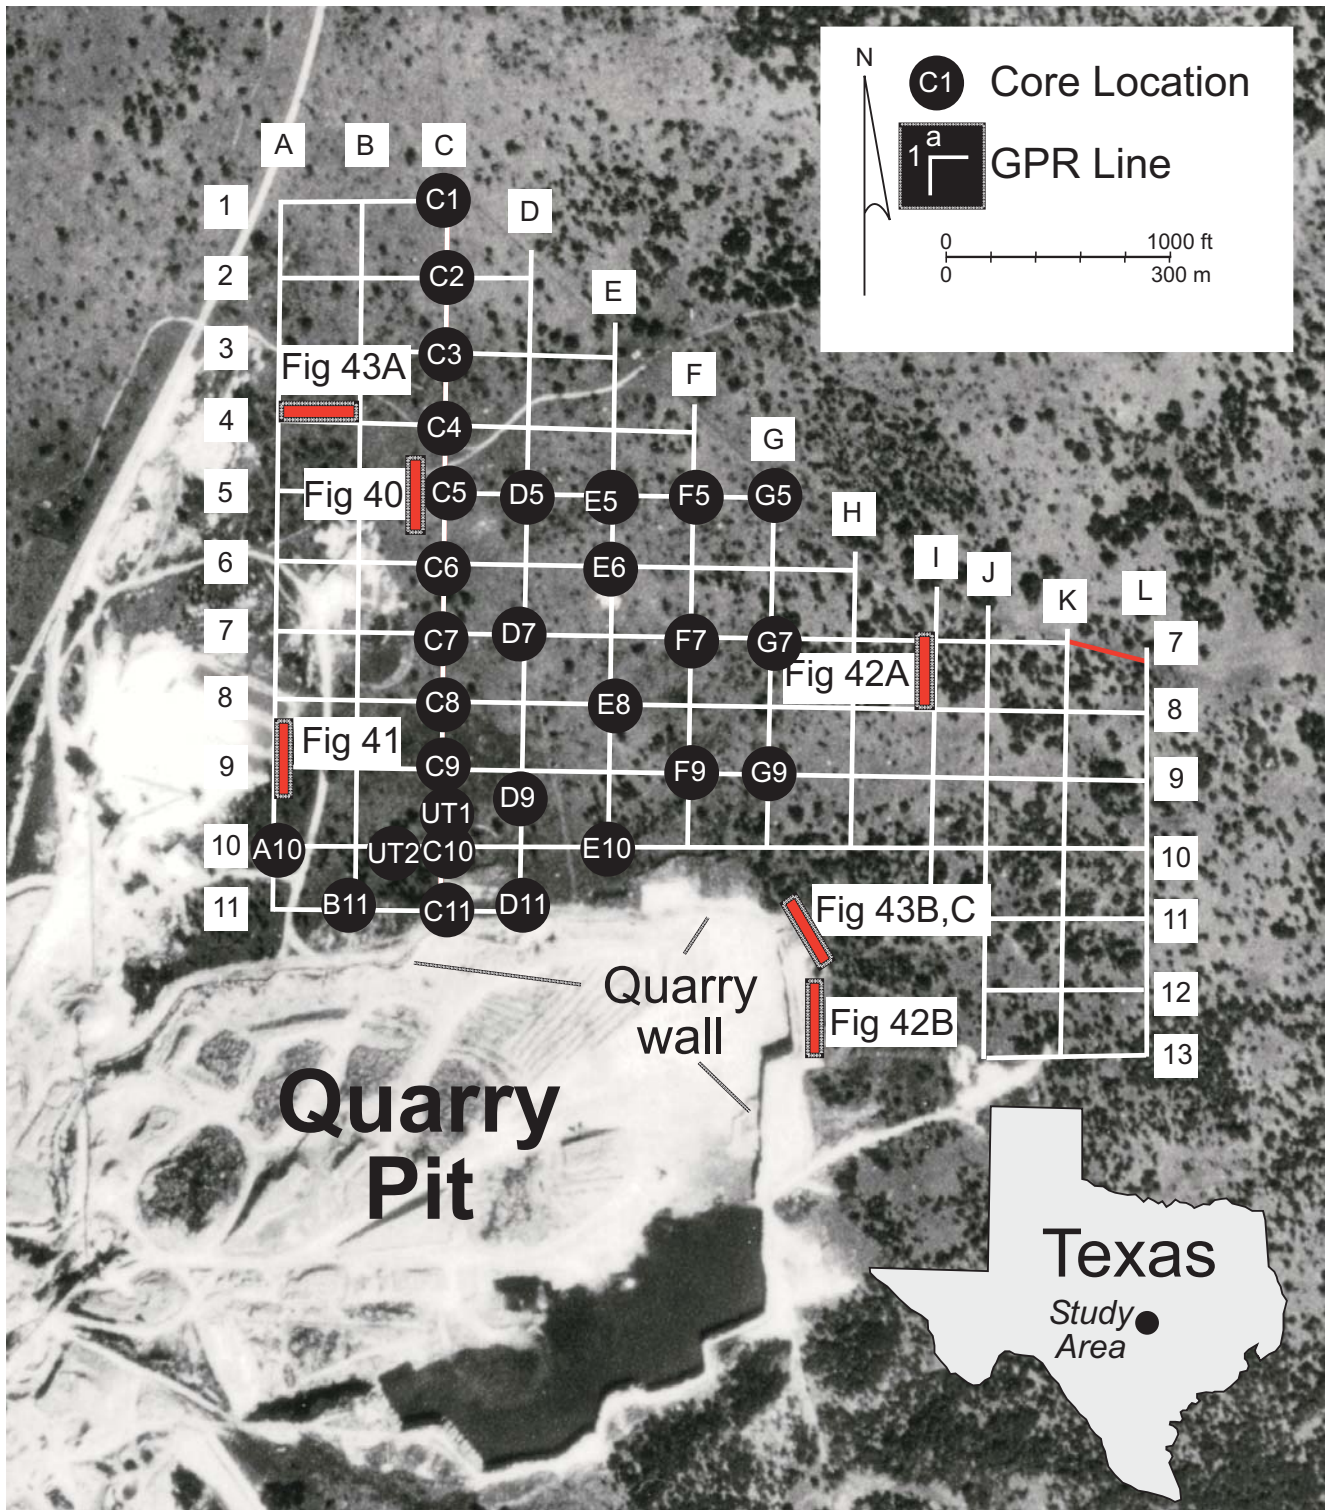 N
C1 Core Location
a
1 GPR Line
0 1000 ft
0 300 m
A B C
D
E
F
G
H
I
J
K
L
1 C1
2 C2
3 C3
Fig 43A
4 C4
5 Fig 40 C5 D5 E5 F5 G5
6 C6 E6
7 C7 D7 F7 G7 7
Fig 42A
8 C8 E8 8
Fig 41
9 C9 F9 G9 9
UT1 D9
10 A10 UT2 C10 E10 10
11 B11 C11 D11 Fig 43B,C 11
Quarry
wall
12
Fig 42B
13
Quarry
Pit
Texas
Study
Area